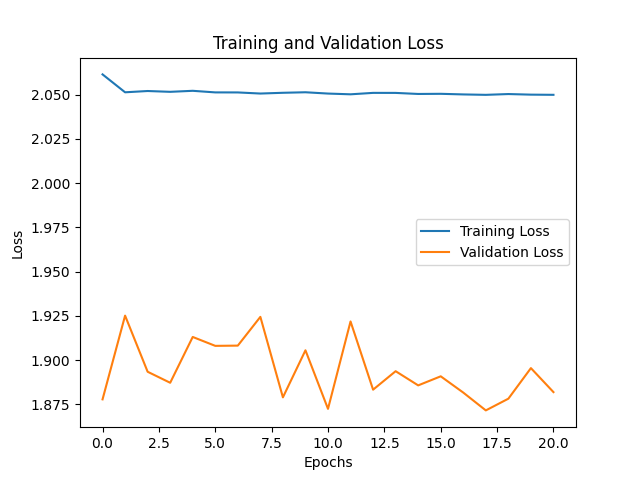 Training and Validation Loss
2.050
2.025
2.000
1.975
1.950
1.925
1.900
1.875
Loss
Training Loss
Validation Loss
0.0 2.5 5.0 7.5 10.0 12.5 15.0 17.5 20.0
Epochs